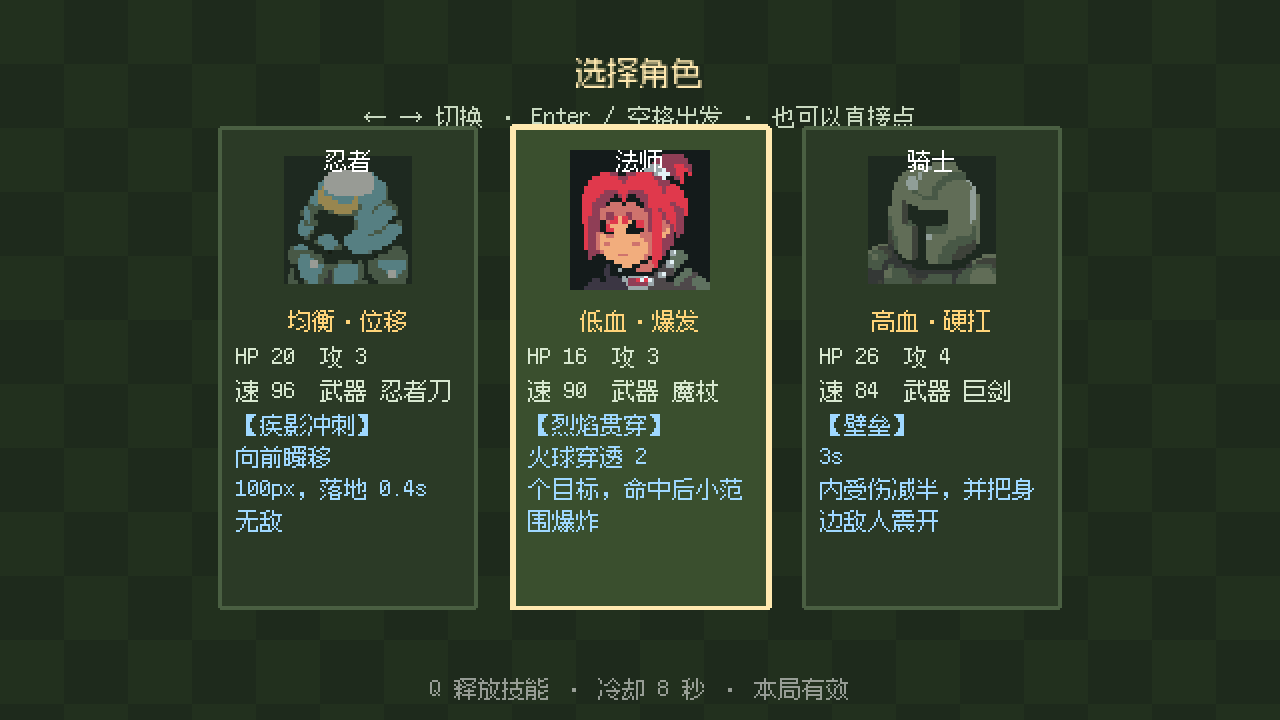 选择角色
← → 切换 · Enter / 空格出发 · 也可以直接点
忍者
均衡·位移
HP 20 攻 3
速 96 武器 忍者刀
【疾影冲刺】
向前瞬移
100px，落地 0.4s
无敌
法师
低血·爆发
HP 16 攻 3
速 90 武器 魔杖
【烈焰贯穿】
火球穿透 2
个目标，命中后小范
围爆炸
骑士
高血·硬扛
HP 26 攻 4
速 84 武器 巨剑
【壁垒】
3s
内受伤减半，并把身
边敌人震开
Q 释放技能 · 冷却 8 秒 · 本局有效